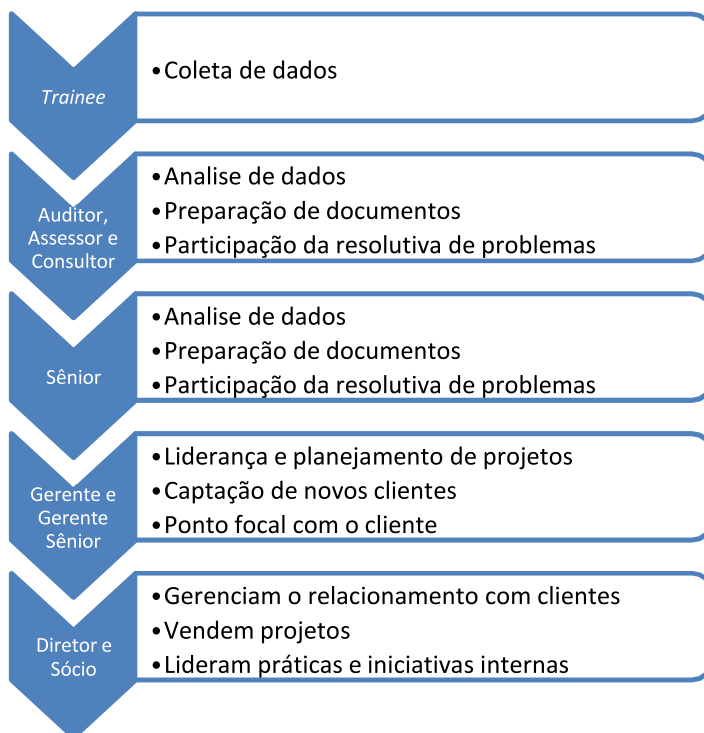 Trainee
•Coleta de dados
Auditor,
Assessor e
Consultor
•Analise de dados
•Preparação de documentos
•Participação da resolutiva de problemas
Sênior
•Analise de dados
•Preparação de documentos
•Participação da resolutiva de problemas
Gerente e
Gerente
Sênior
•Liderança e planejamento de projetos
•Captação de novos clientes
•Ponto focal com o cliente
Diretor e
Sócio
•Gerenciam o relacionamento com clientes
•Vendem projetos
•Lideram práticas e iniciativas internas